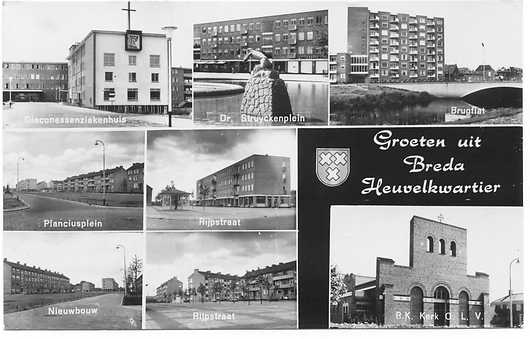 Diaconessenziekenhuis
Dr. Struyckenplein
Brugflat
Planciusplein
Rijpstraat
Groeten uit
Breda
Heuvelkwartier
Nieuwbouw
Rijpstraat
B.K. Kerk O. L. V.